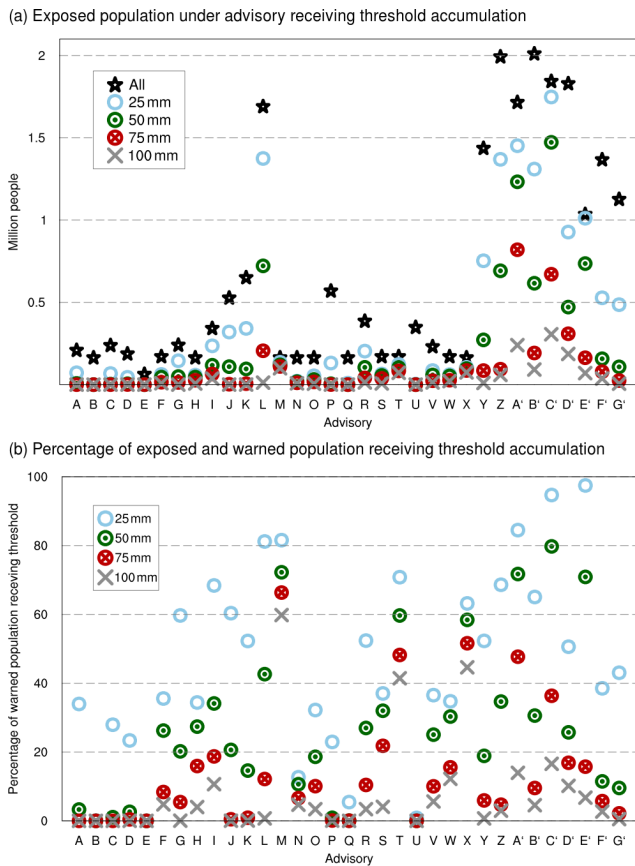 (a) Exposed population under advisory receiving threshold accumulation
2
1.5
1
0.5
Million people
All
25 mm
50 mm
75 mm
100 mm
A B C D E F G H I J K L M N O P Q R S T U V W X Y Z A' B' C' D' E' F' G'
Advisory
(b) Percentage of exposed and warned population receiving threshold accumulation
100
80
60
40
20
0
Percentage of warned population receiving threshold
25 mm
50 mm
75 mm
100 mm
A B C D E F G H I J K L M N O P Q R S T U V W X Y Z A' B' C' D' E' F' G'
Advisory